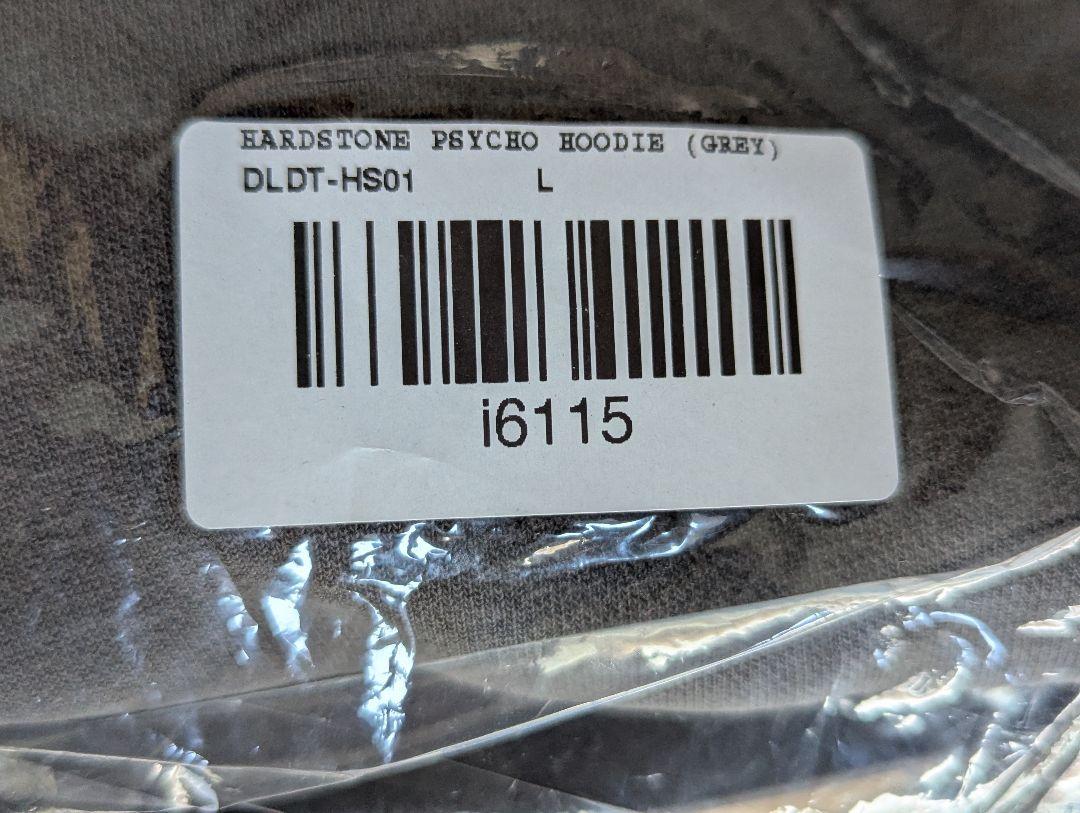 HARDSTONE PSYCHO HOODIE (GREY)
DLDT-HS01 L
i6115